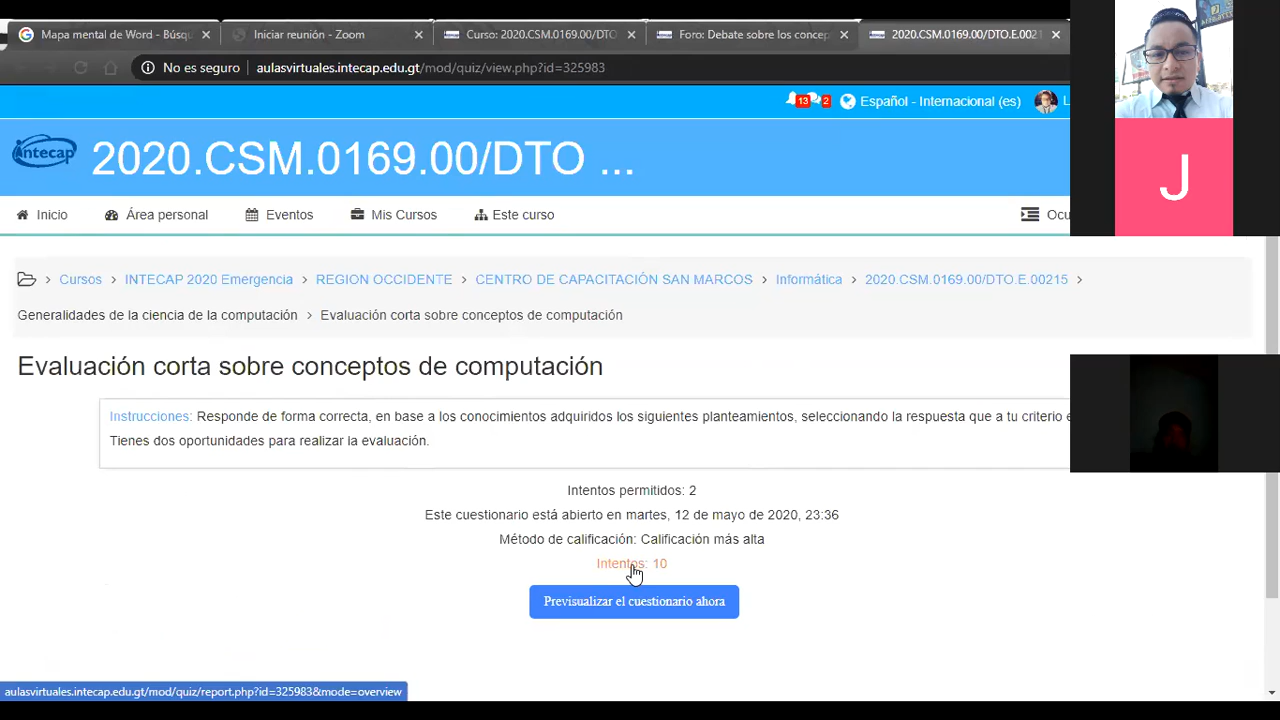 Mapa mental de Word - Búsqu
Iniciar reunión - Zoom
Curso: 2020.CSM.0169.00/DTO
Foro: Debate sobre los concep
2020.CSM.0169.00/DTO.E.0021
No es seguro
aulasvirtuales.intecap.edu.gt/mod/quiz/view.php?id=325983
13
2
Español - Internacional (es)
L
intecap
2020.CSM.0169.00/DTO ...
Inicio
Área personal
Eventos
Mis Cursos
Este curso
Ocu
J
Cursos > INTECAP 2020 Emergencia > REGION OCCIDENTE > CENTRO DE CAPACITACIÓN SAN MARCOS > Informática > 2020.CSM.0169.00/DTO.E.00215 >
Generalidades de la ciencia de la computación > Evaluación corta sobre conceptos de computación
Evaluación corta sobre conceptos de computación
Instrucciones: Responde de forma correcta, en base a los conocimientos adquiridos los siguientes planteamientos, seleccionando la respuesta que a tu criterio e
Tienes dos oportunidades para realizar la evaluación.
Intentos permitidos: 2
Este cuestionario está abierto en martes, 12 de mayo de 2020, 23:36
Método de calificación: Calificación más alta
Intentos: 10
Previsualizar el cuestionario ahora
aulasvirtuales.intecap.edu.gt/mod/quiz/report.php?id=325983&mode=overview